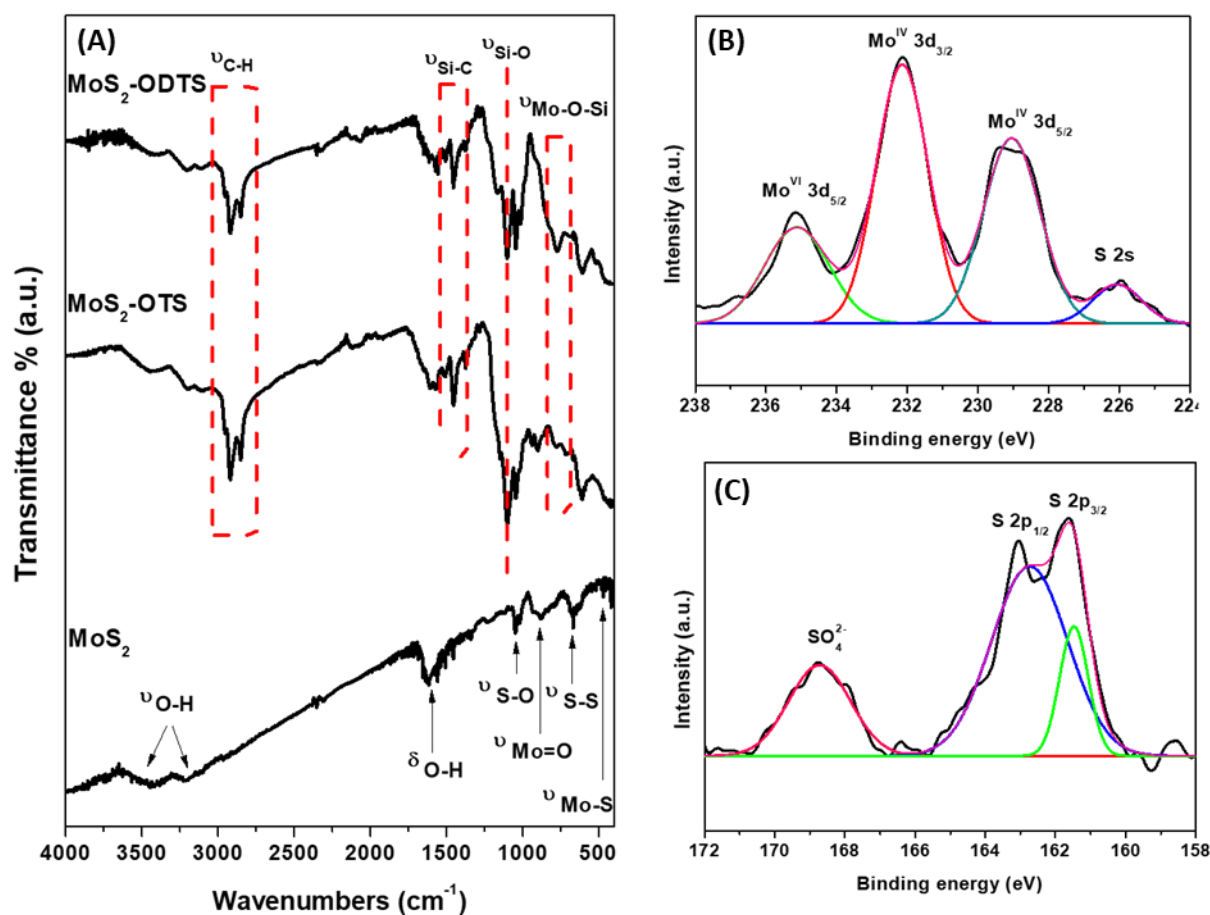 (A)
υC-H
υSi-C
υSi-O
υMo-O-Si
MoS2-ODTS
MoS2-OTS
MoS2
υO-H
δO-H
υS-O
υMo=O
υS-S
υMo-S
Transmittance % (a.u.)
4000 3500 3000 2500 2000 1500 1000 500
Wavenumbers (cm-1)
(B)
MoIV 3d3/2
MoIV 3d5/2
MoVI 3d5/2
S 2s
Intensity (a.u.)
238 236 234 232 230 228 226 224
Binding energy (eV)
(C)
S 2p3/2
S 2p1/2
SO42-
Intensity (a.u.)
172 170 168 166 164 162 160 158
Binding energy (eV)